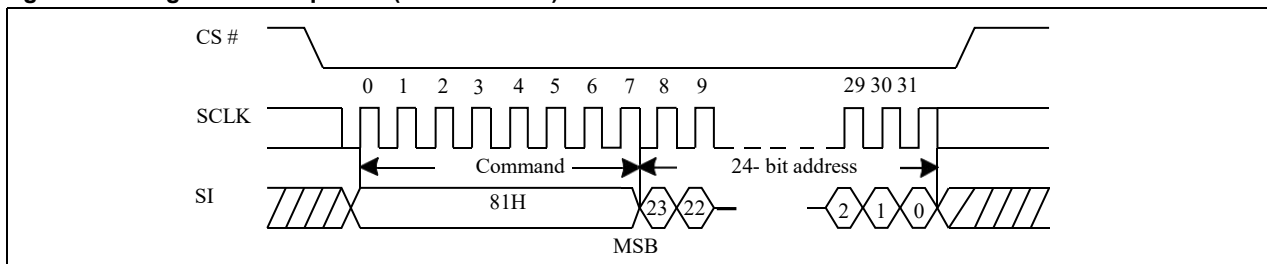 CS #
0 1 2 3 4 5 6 7 8 9 29 30 31
SCLK
Command 24- bit address
SI 81H 23 22 2 1 0
MSB